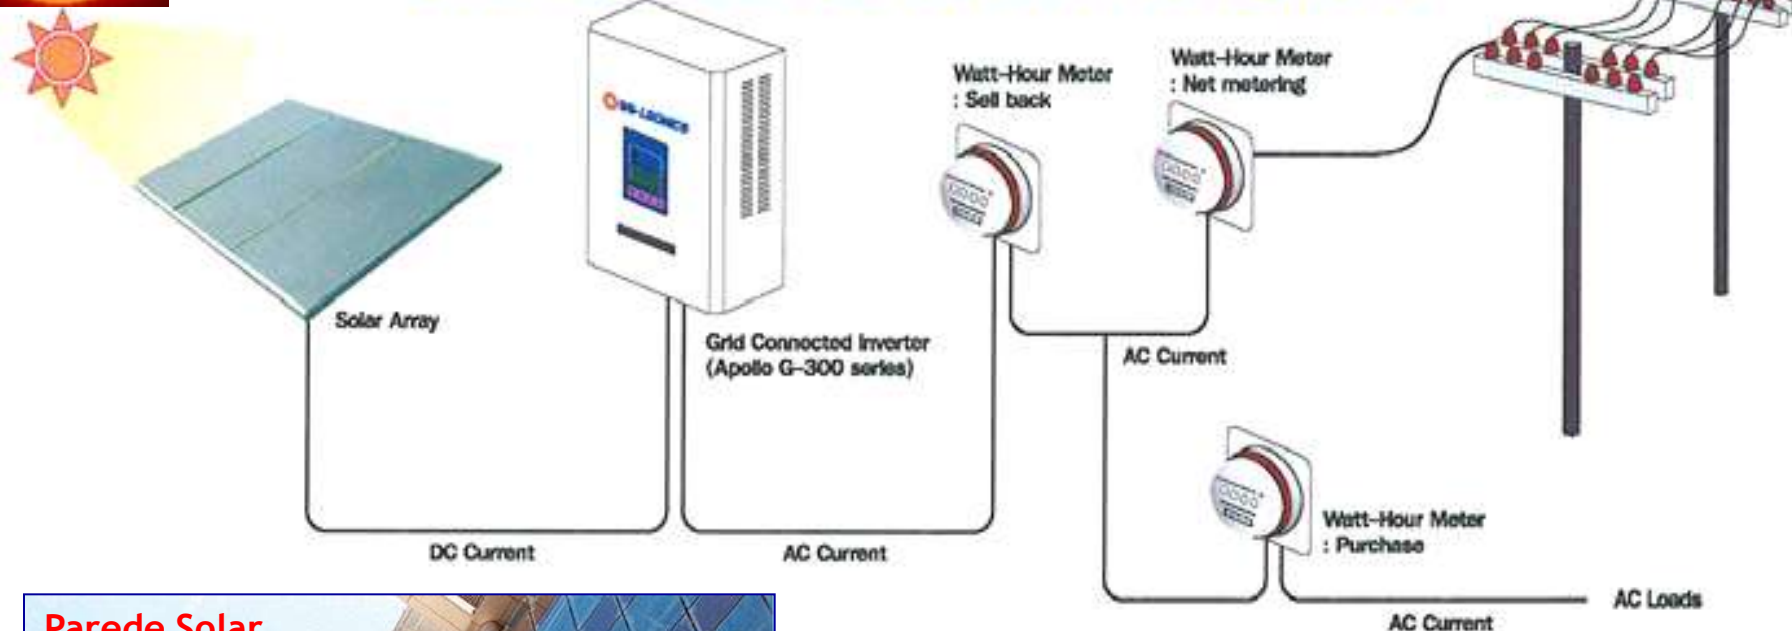 Watt-Hour Meter
: Sell back
Watt-Hour Meter
: Net metering
Solar Array
Grid Connected Inverter
(Apollo G-300 series)
AC Current
DC Current
AC Current
Watt-Hour Meter
: Purchase
AC Loads
AC Current
Parede Solar